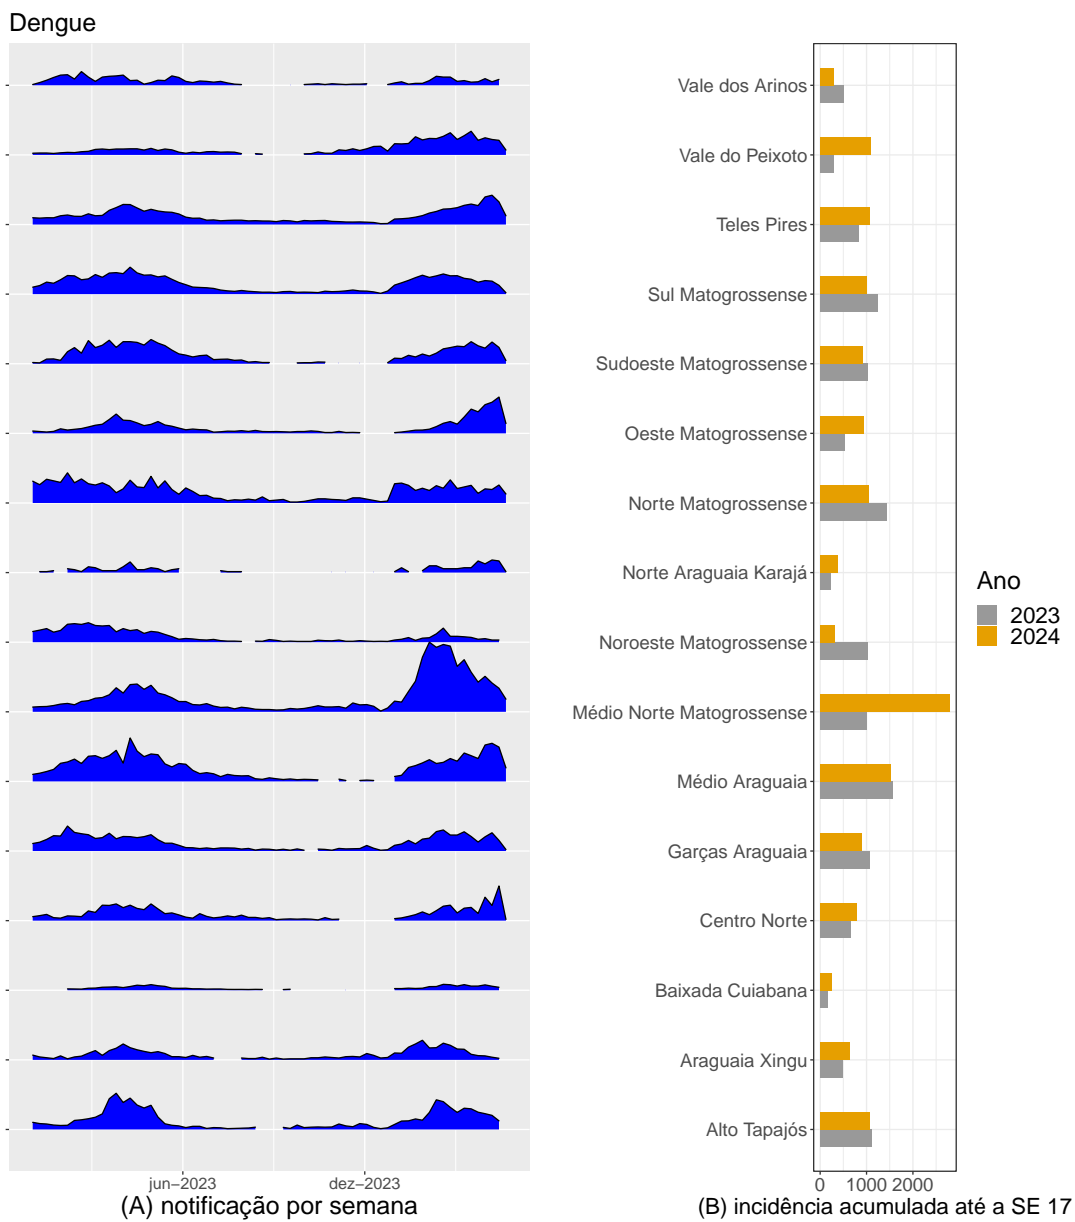 Dengue
Vale dos Arinos
Vale do Peixoto
Teles Pires
Sul Matogrossense
Sudoeste Matogrossense
Oeste Matogrossense
Norte Matogrossense
Norte Araguaia Karajá
Noroeste Matogrossense
Médio Norte Matogrossense
Médio Araguaia
Garças Araguaia
Centro Norte
Baixada Cuiabana
Araguaia Xingu
Alto Tapajós
Ano
2023
2024
jun−2023 dez−2023
0 1000 2000
(A) notificação por semana
(B) incidência acumulada até a SE 17